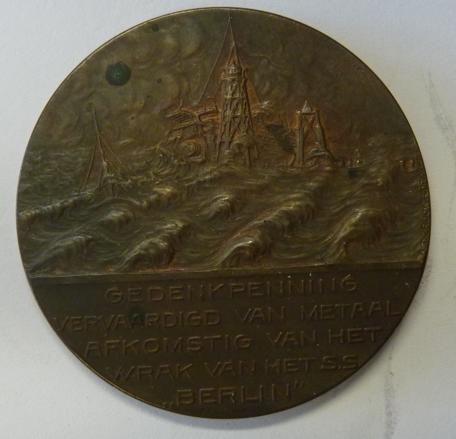 GEDENKPENNING
VERVAARDIGD VAN METAAL
AFKOMSTIG VAN HET
WRAK VAN HET S.S.
„BERLIN"